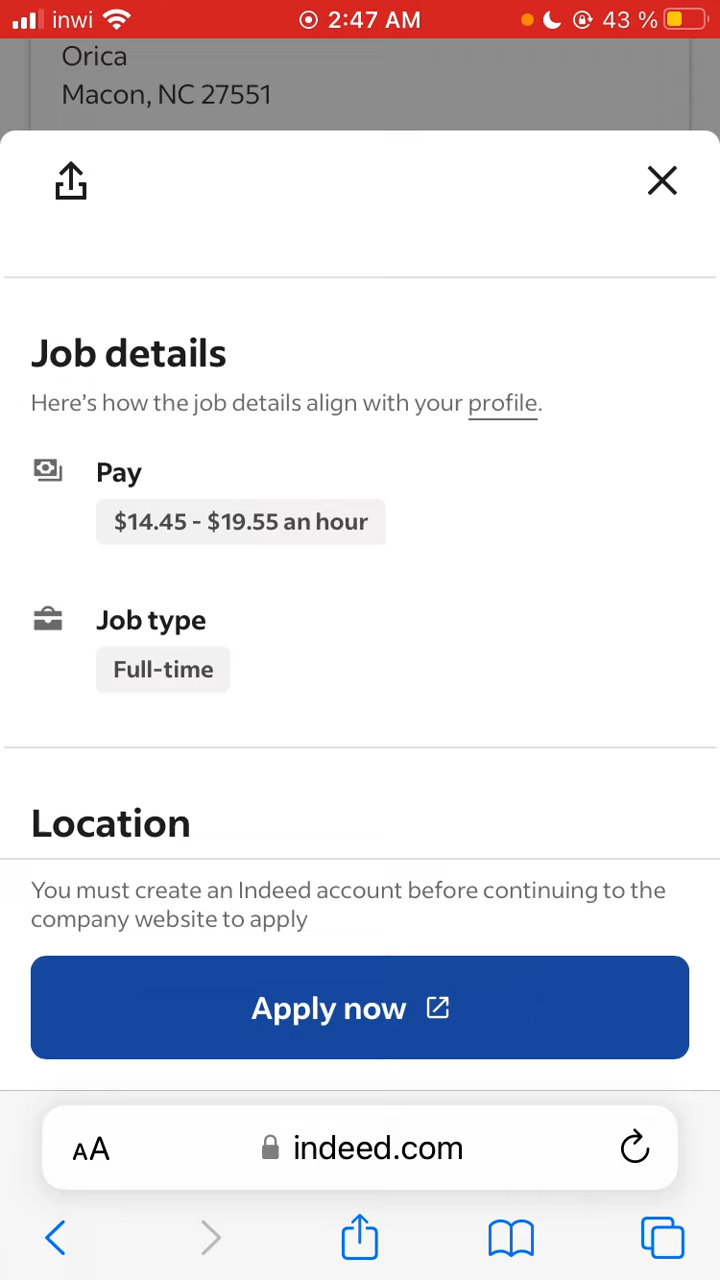 inwi 2:47 AM 43 %
Orica
Macon, NC 27551
Job details
Here's how the job details align with your profile.
Pay
$14.45 - $19.55 an hour
Job type
Full-time
Location
You must create an Indeed account before continuing to the
company website to apply
Apply now
AA indeed.com